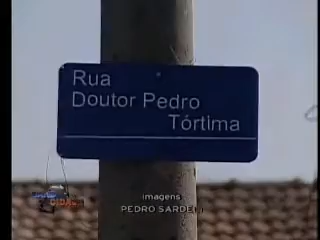 Rua
Doutor Pedro
Tórtima
imagens
PEDRO SARDELI